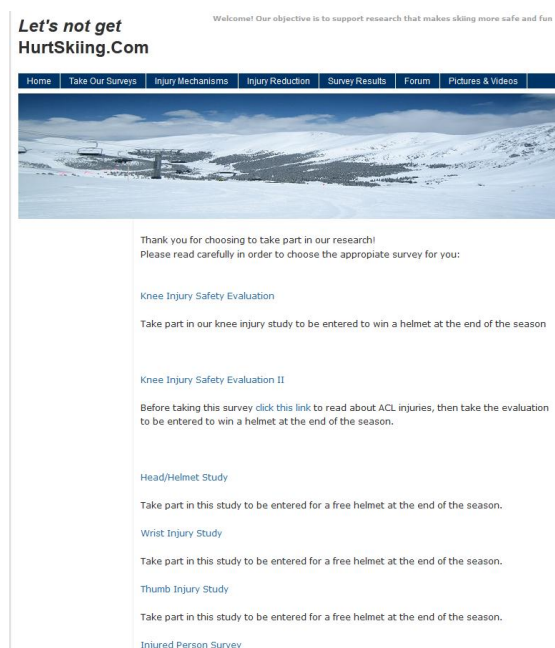 Let's not get
HurtSkiing.Com
Welcome! Our objective is to support research that makes skiing more safe and fun
Home Take Our Surveys Injury Mechanisms Injury Reduction Survey Results Forum Pictures & Videos
Thank you for choosing to take part in our research!
Please read carefully in order to choose the appropiate survey for you:
Knee Injury Safety Evaluation
Take part in our knee injury study to be entered to win a helmet at the end of the season
Knee Injury Safety Evaluation II
Before taking this survey click this link to read about ACL injuries, then take the evaluation
to be entered to win a helmet at the end of the season.
Head/Helmet Study
Take part in this study to be entered for a free helmet at the end of the season.
Wrist Injury Study
Take part in this study to be entered for a free helmet at the end of the season.
Thumb Injury Study
Take part in this study to be entered for a free helmet at the end of the season.
Injured Person Survey